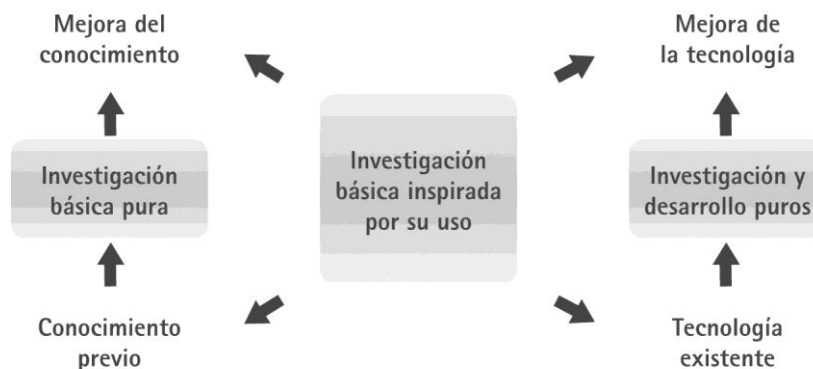 Mejora del
conocimiento
Mejora de
la tecnología
Investigación
básica pura
Investigación
básica inspirada
por su uso
Investigación y
desarrollo puros
Conocimiento
previo
Tecnología
existente